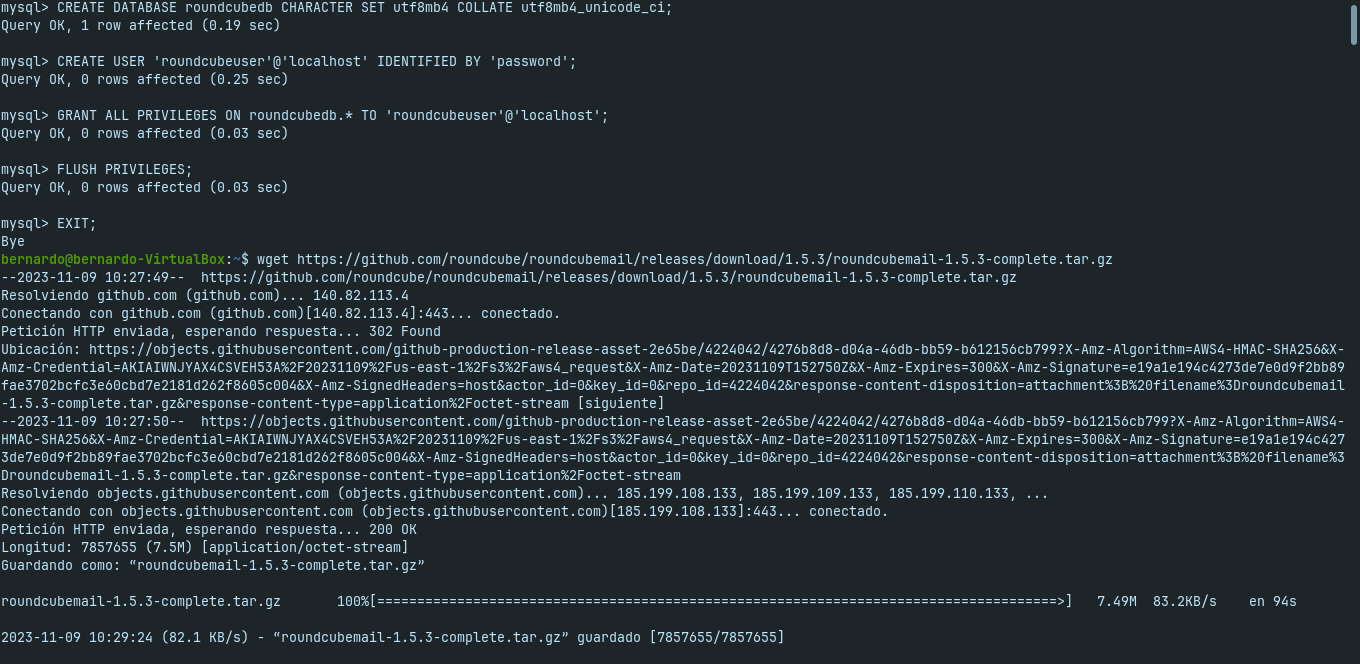 mysql> CREATE DATABASE roundcubedb CHARACTER SET utf8mb4 COLLATE utf8mb4_unicode_ci;
Query OK, 1 row affected (0.19 sec)
mysql> CREATE USER 'roundcubeuser'@'localhost' IDENTIFIED BY 'password';
Query OK, 0 rows affected (0.25 sec)
mysql> GRANT ALL PRIVILEGES ON roundcubedb.* TO 'roundcubeuser'@'localhost';
Query OK, 0 rows affected (0.03 sec)
mysql> FLUSH PRIVILEGES;
Query OK, 0 rows affected (0.03 sec)
mysql> EXIT;
Bye
bernardo@bernardo-VirtualBox:~$ wget https://github.com/roundcube/roundcubemail/releases/download/1.5.3/roundcubemail-1.5.3-complete.tar.gz
--2023-11-09 10:27:49--  https://github.com/roundcube/roundcubemail/releases/download/1.5.3/roundcubemail-1.5.3-complete.tar.gz
Resolviendo github.com (github.com)... 140.82.113.4
Conectando con github.com (github.com)[140.82.113.4]:443... conectado.
Petición HTTP enviada, esperando respuesta... 302 Found
Ubicación: https://objects.githubusercontent.com/github-production-release-asset-2e65be/4224042/4276b8d8-d04a-46db-bb59-b612156cb799?X-Amz-Algorithm=AWS4-HMAC-SHA256&X-
Amz-Credential=AKIAIWNJYAX4CSVEH53A%2F20231109%2Fus-east-1%2Fs3%2Faws4_request&X-Amz-Date=20231109T152750Z&X-Amz-Expires=300&X-Amz-Signature=e19a1e194c4273de7e0d9f2bb89
fae3702bcfc3e60cbd7e2181d262f8605c004&X-Amz-SignedHeaders=host&actor_id=0&key_id=0&repo_id=4224042&response-content-disposition=attachment%3B%20filename%3Droundcubemail
-1.5.3-complete.tar.gz&response-content-type=application%2Foctet-stream [siguiente]
--2023-11-09 10:27:50--  https://objects.githubusercontent.com/github-production-release-asset-2e65be/4224042/4276b8d8-d04a-46db-bb59-b612156cb799?X-Amz-Algorithm=AWS4-
HMAC-SHA256&X-Amz-Credential=AKIAIWNJYAX4CSVEH53A%2F20231109%2Fus-east-1%2Fs3%2Faws4_request&X-Amz-Date=20231109T152750Z&X-Amz-Expires=300&X-Amz-Signature=e19a1e194c427
3de7e0d9f2bb89fae3702bcfc3e60cbd7e2181d262f8605c004&X-Amz-SignedHeaders=host&actor_id=0&key_id=0&repo_id=4224042&response-content-disposition=attachment%3B%20filename%3
Droundcubemail-1.5.3-complete.tar.gz&response-content-type=application%2Foctet-stream
Resolviendo objects.githubusercontent.com (objects.githubusercontent.com)... 185.199.108.133, 185.199.109.133, 185.199.110.133, ...
Conectando con objects.githubusercontent.com (objects.githubusercontent.com)[185.199.108.133]:443... conectado.
Petición HTTP enviada, esperando respuesta... 200 OK
Longitud: 7857655 (7.5M) [application/octet-stream]
Guardando como: “roundcubemail-1.5.3-complete.tar.gz”
roundcubemail-1.5.3-complete.tar.gz       100%[=====================================================================================>]   7.49M  83.2KB/s    en 94s
2023-11-09 10:29:24 (82.1 KB/s) - “roundcubemail-1.5.3-complete.tar.gz” guardado [7857655/7857655]